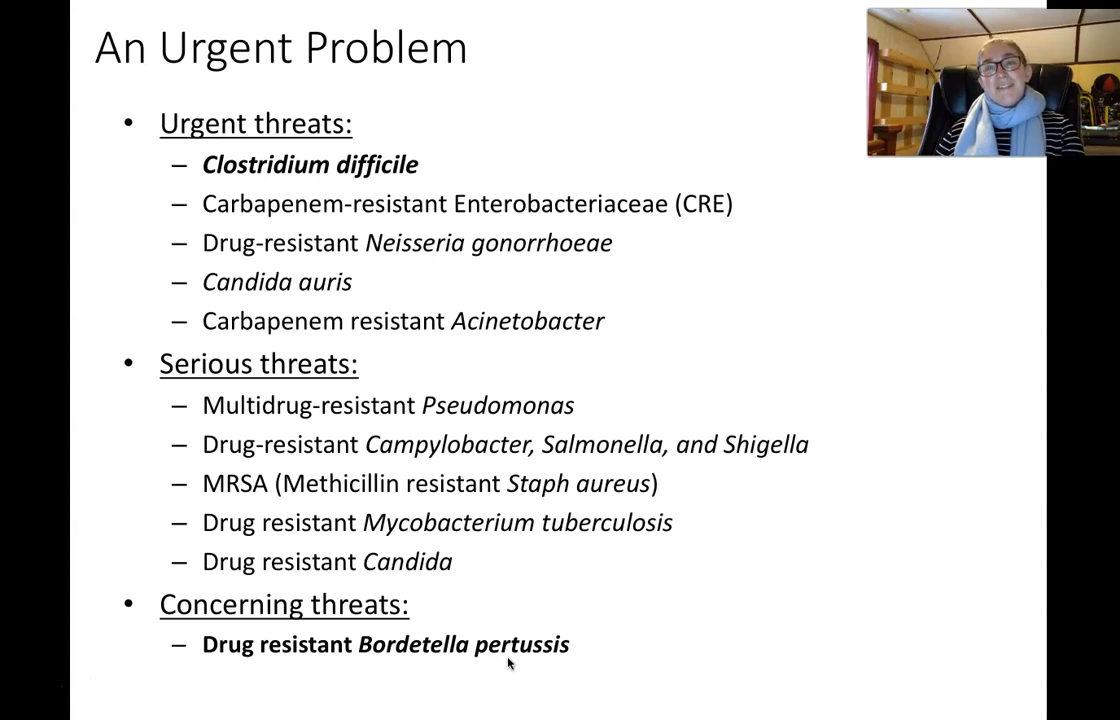 An Urgent Problem
• Urgent threats:
– Clostridium difficile
– Carbapenem-resistant Enterobacteriaceae (CRE)
– Drug-resistant Neisseria gonorrhoeae
– Candida auris
– Carbapenem resistant Acinetobacter
• Serious threats:
– Multidrug-resistant Pseudomonas
– Drug-resistant Campylobacter, Salmonella, and Shigella
– MRSA (Methicillin resistant Staph aureus)
– Drug resistant Mycobacterium tuberculosis
– Drug resistant Candida
• Concerning threats:
– Drug resistant Bordetella pertussis